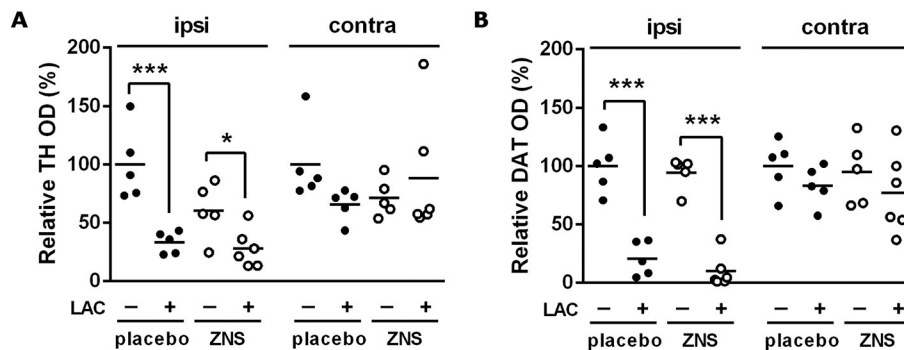 A
ipsi
contra
Relative TH OD (%)
200
150
100
50
0
***
*
LAC − + − + − + − +
placebo ZNS placebo ZNS
B
ipsi
contra
Relative DAT OD (%)
200
150
100
50
0
***
***
LAC − + − + − + − +
placebo ZNS placebo ZNS